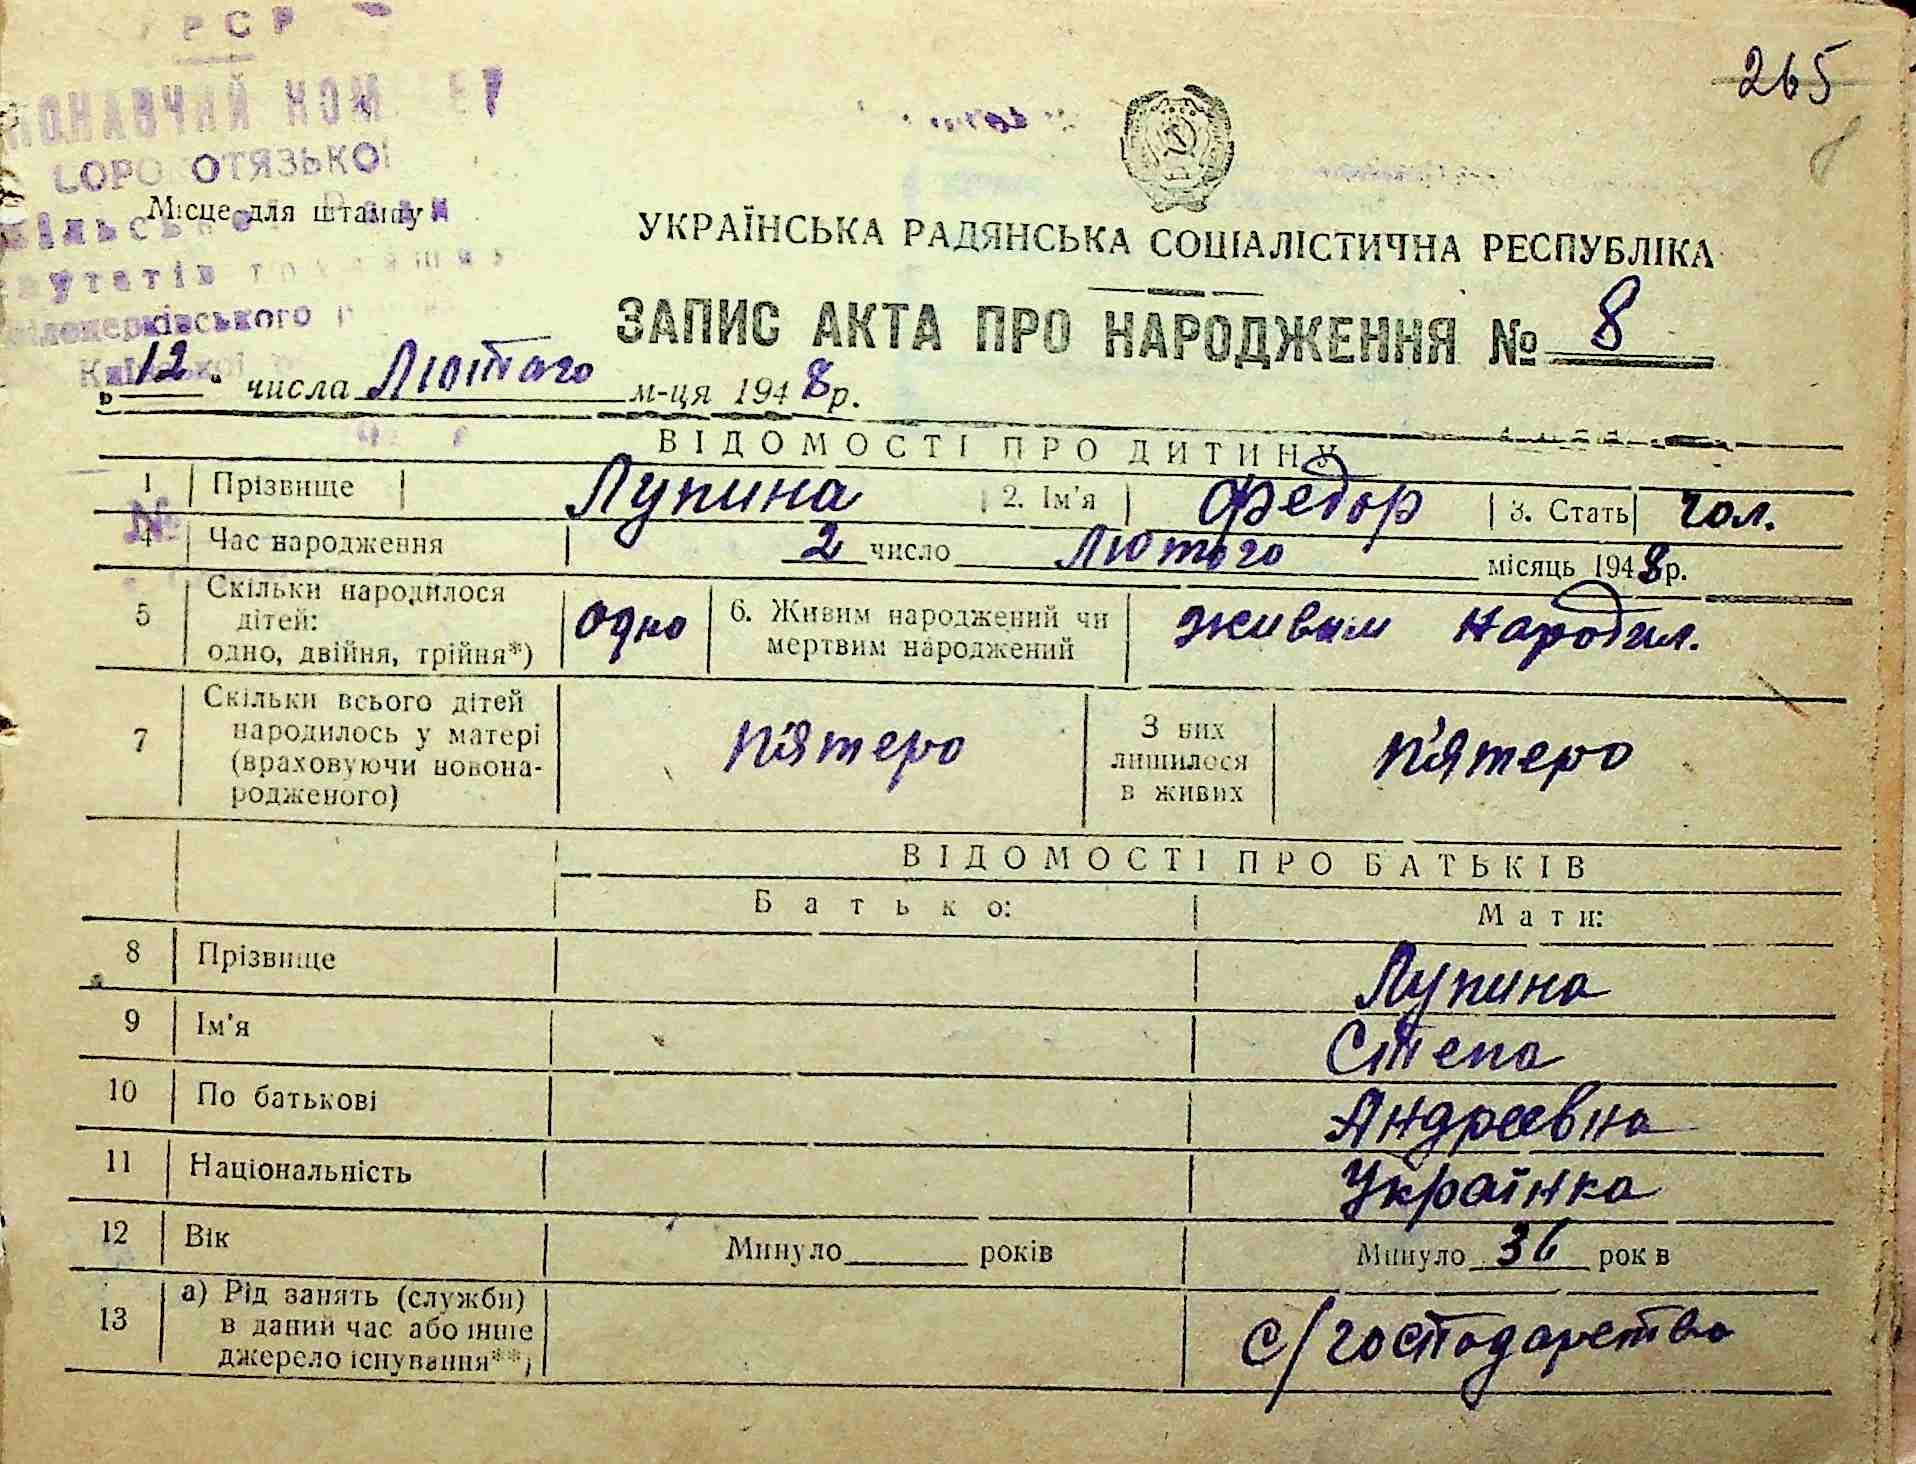 РСР
265
8
СОРОКОТЯЗЬКОЇ
Місце для штампу
УКРАЇНСЬКА РАДЯНСЬКА СОЦІАЛІСТИЧНА РЕСПУБЛІКА
ЗАПИС АКТА ПРО НАРОДЖЕННЯ № 8
„12“ числа Лютого м-ця 1948 р.
ВІДОМОСТІ ПРО ДИТИНУ
1 Прізвище Лупина 2. Ім'я Федор 3. Стать чол.
№
4 Час народження 2 число Лютого місяць 1948 р.
5 Скільки народилося дітей: одно, двійня, трійня*) одно 6. Живим народжений чи мертвим народжений живим народил.
7 Скільки всього дітей народилось у матері (враховуючи новонародженого) п'ятеро З них лишилося в живих п'ятеро
ВІДОМОСТІ ПРО БАТЬКІВ
Батько: Мати:
8 Прізвище Лупина
9 Ім'я Степа
10 По батькові Андреевна
11 Національність Українка
12 Вік Минуло років Минуло 36 років
13 а) Рід занять (служби) в даний час або інше джерело існування**) с/господарство